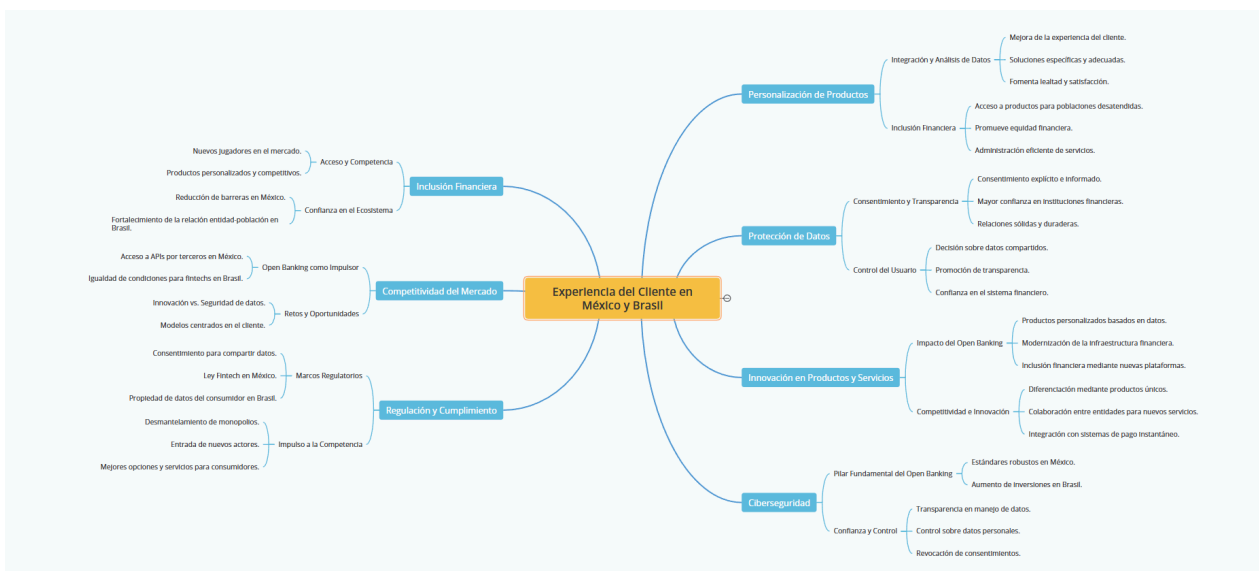 Experiencia del Cliente en
México y Brasil
Personalización de Productos
Integración y Análisis de Datos
Mejora de la experiencia del cliente.
Soluciones específicas y adecuadas.
Fomenta lealtad y satisfacción.
Inclusión Financiera
Acceso a productos para poblaciones desatendidas.
Promueve equidad financiera.
Administración eficiente de servicios.
Protección de Datos
Consentimiento y Transparencia
Consentimiento explícito e informado.
Mayor confianza en instituciones financieras.
Relaciones sólidas y duraderas.
Control del Usuario
Decisión sobre datos compartidos.
Promoción de transparencia.
Confianza en el sistema financiero.
Innovación en Productos y Servicios
Impacto del Open Banking
Productos personalizados basados en datos.
Modernización de la infraestructura financiera.
Inclusión financiera mediante nuevas plataformas.
Competitividad e Innovación
Diferenciación mediante productos únicos.
Colaboración entre entidades para nuevos servicios.
Integración con sistemas de pago instantáneo.
Ciberseguridad
Pilar Fundamental del Open Banking
Estándares robustos en México.
Aumento de inversiones en Brasil.
Confianza y Control
Transparencia en manejo de datos.
Control sobre datos personales.
Revocación de consentimientos.
Inclusión Financiera
Acceso y Competencia
Nuevos jugadores en el mercado.
Productos personalizados y competitivos.
Confianza en el Ecosistema
Reducción de barreras en México.
Fortalecimiento de la relación entidad-población en
Brasil.
Competitividad del Mercado
Open Banking como Impulsor
Acceso a APIs por terceros en México.
Igualdad de condiciones para fintechs en Brasil.
Retos y Oportunidades
Innovación vs. Seguridad de datos.
Modelos centrados en el cliente.
Regulación y Cumplimiento
Marcos Regulatorios
Consentimiento para compartir datos.
Ley Fintech en México.
Propiedad de datos del consumidor en Brasil.
Impulso a la Competencia
Desmantelamiento de monopolios.
Entrada de nuevos actores.
Mejores opciones y servicios para consumidores.